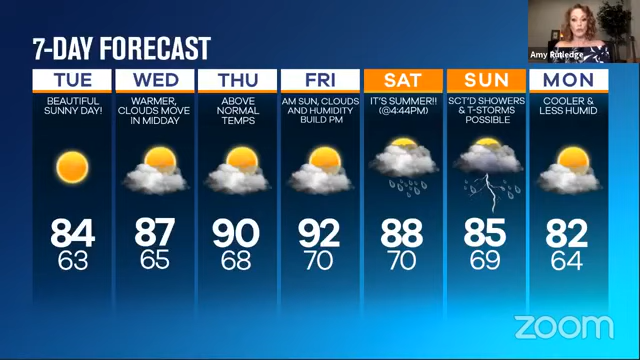 Amy Rutledge
7-DAY FORECAST
TUE WED THU FRI SAT SUN MON
BEAUTIFUL
SUNNY DAY!
WARMER,
CLOUDS MOVE
IN MIDDAY
ABOVE
NORMAL
TEMPS
AM SUN, CLOUDS
AND HUMIDITY
BUILD PM
IT'S SUMMER!!
(@4:44PM)
SCT'D SHOWERS
& T-STORMS
POSSIBLE
COOLER &
LESS HUMID
84 87 90 92 88 85 82
63 65 68 70 70 69 64
zoom